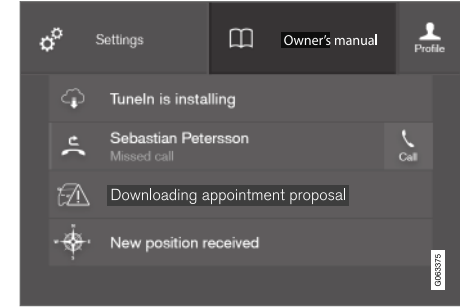 Settings
Owner's manual
Profile
TuneIn is installing
Sebastian Petersson
Missed call
Call
Downloading appointment proposal
New position received
G063375